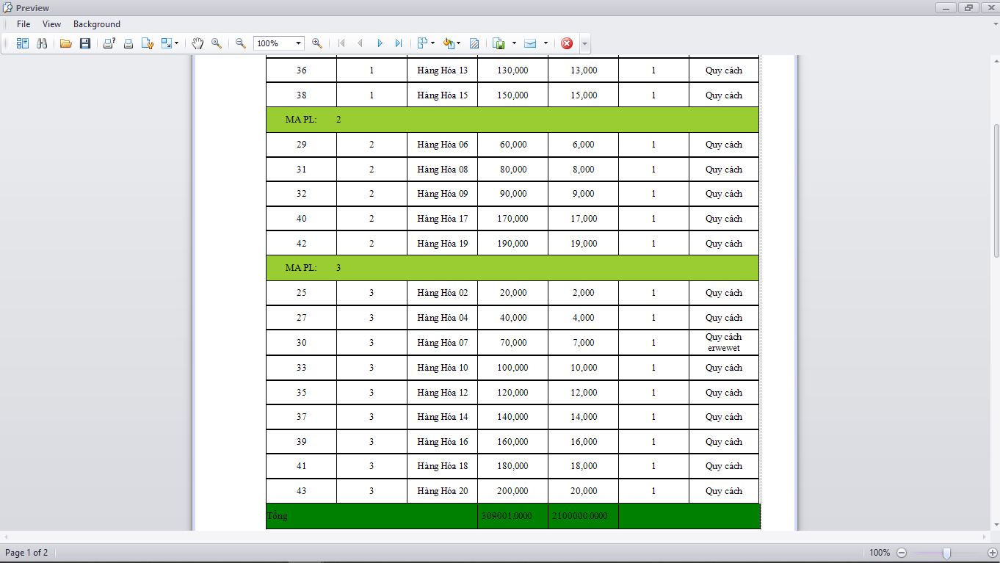 Preview
File View Background
100%
36 1 Hàng Hóa 13 130,000 13,000 1 Quy cách
38 1 Hàng Hóa 15 150,000 15,000 1 Quy cách
MA PL: 2
29 2 Hàng Hóa 06 60,000 6,000 1 Quy cách
31 2 Hàng Hóa 08 80,000 8,000 1 Quy cách
32 2 Hàng Hóa 09 90,000 9,000 1 Quy cách
40 2 Hàng Hóa 17 170,000 17,000 1 Quy cách
42 2 Hàng Hóa 19 190,000 19,000 1 Quy cách
MA PL: 3
25 3 Hàng Hóa 02 20,000 2,000 1 Quy cách
27 3 Hàng Hóa 04 40,000 4,000 1 Quy cách
30 3 Hàng Hóa 07 70,000 7,000 1 Quy cách
erwewet
33 3 Hàng Hóa 10 100,000 10,000 1 Quy cách
35 3 Hàng Hóa 12 120,000 12,000 1 Quy cách
37 3 Hàng Hóa 14 140,000 14,000 1 Quy cách
39 3 Hàng Hóa 16 160,000 16,000 1 Quy cách
41 3 Hàng Hóa 18 180,000 18,000 1 Quy cách
43 3 Hàng Hóa 20 200,000 20,000 1 Quy cách
Tổng 309001.0000 2100000.0000
Page 1 of 2 100%